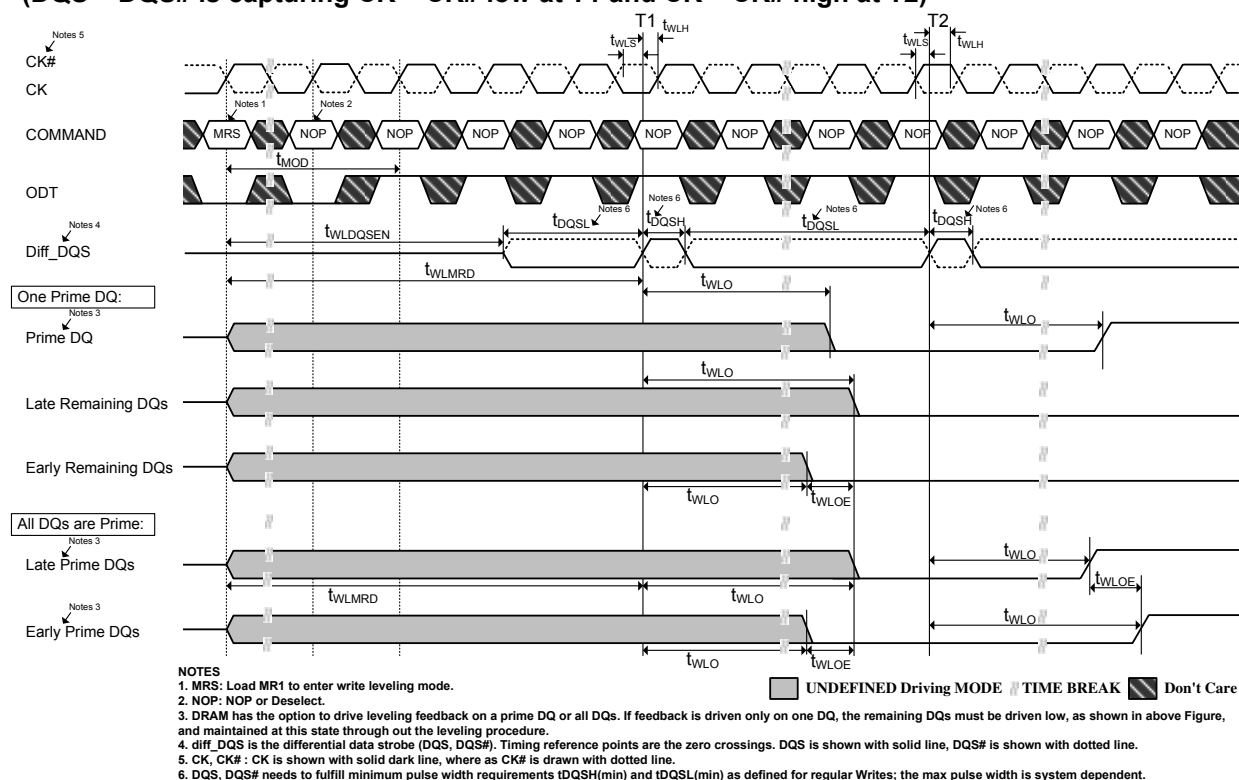 (DQS - DQS# is capturing CK - CK# low at T1 and CK - CK# high at T2)
T1
T2
tWLS
tWLH
tWLS
tWLH
Notes 5
CK#
CK
Notes 1
Notes 2
COMMAND
MRS
NOP
NOP
NOP
NOP
NOP
NOP
NOP
NOP
NOP
NOP
NOP
tMOD
ODT
Notes 6
Notes 6
Notes 6
Notes 6
tDQSL
tDQSH
tDQSL
tDQSH
Notes 4
Diff_DQS
tWLDQSEN
tWLMRD
One Prime DQ:
tWLO
Notes 3
Prime DQ
tWLO
tWLO
Late Remaining DQs
Early Remaining DQs
tWLO
tWLOE
All DQs are Prime:
Notes 3
Late Prime DQs
tWLO
tWLOE
tWLMRD
tWLO
Notes 3
Early Prime DQs
tWLO
tWLO
tWLOE
NOTES
1. MRS: Load MR1 to enter write leveling mode.
UNDEFINED Driving MODE
TIME BREAK
Don't Care
2. NOP: NOP or Deselect.
3. DRAM has the option to drive leveling feedback on a prime DQ or all DQs. If feedback is driven only on one DQ, the remaining DQs must be driven low, as shown in above Figure,
and maintained at this state through out the leveling procedure.
4. diff_DQS is the differential data strobe (DQS, DQS#). Timing reference points are the zero crossings. DQS is shown with solid line, DQS# is shown with dotted line.
5. CK, CK# : CK is shown with solid dark line, where as CK# is drawn with dotted line.
6. DQS, DQS# needs to fulfill minimum pulse width requirements tDQSH(min) and tDQSL(min) as defined for regular Writes; the max pulse width is system dependent.